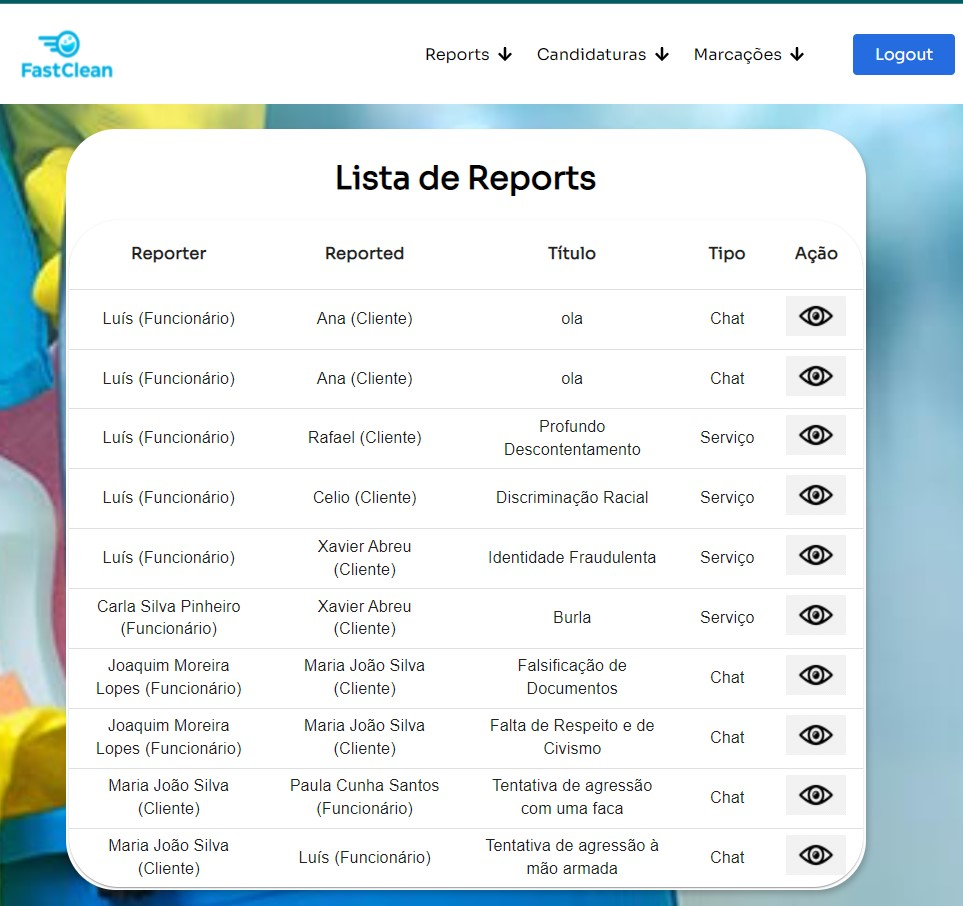 FastClean
Reports Candidaturas Marcações Logout
Lista de Reports
Reporter Reported Título Tipo Ação
Luís (Funcionário) Ana (Cliente) ola Chat
Luís (Funcionário) Ana (Cliente) ola Chat
Luís (Funcionário) Rafael (Cliente) Profundo
Descontentamento Serviço
Luís (Funcionário) Celio (Cliente) Discriminação Racial Serviço
Luís (Funcionário) Xavier Abreu
(Cliente) Identidade Fraudulenta Serviço
Carla Silva Pinheiro
(Funcionário) Xavier Abreu
(Cliente) Burla Serviço
Joaquim Moreira
Lopes (Funcionário) Maria João Silva
(Cliente) Falsificação de
Documentos Chat
Joaquim Moreira
Lopes (Funcionário) Maria João Silva
(Cliente) Falta de Respeito e de
Civismo Chat
Maria João Silva
(Cliente) Paula Cunha Santos
(Funcionário) Tentativa de agressão
com uma faca Chat
Maria João Silva
(Cliente) Luís (Funcionário) Tentativa de agressão à
mão armada Chat